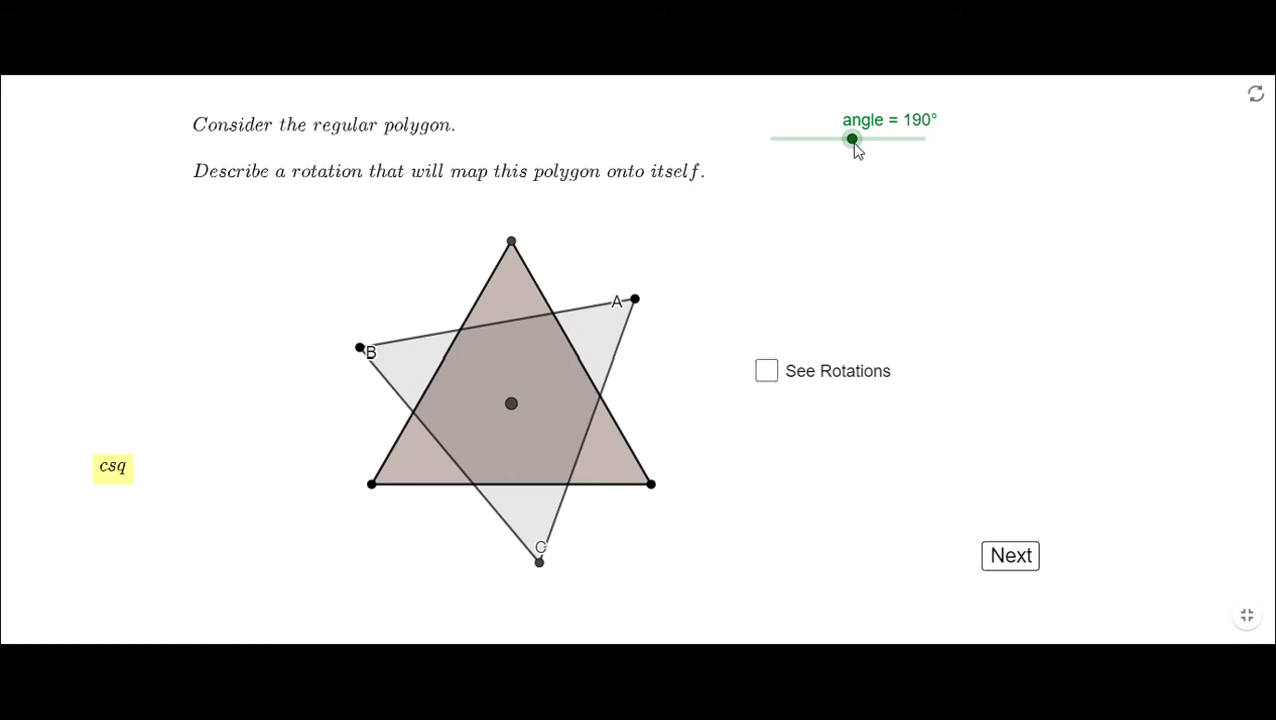 Consider the regular polygon.
angle = 190°
Describe a rotation that will map this polygon onto itself.
A
B
See Rotations
csq
C
Next